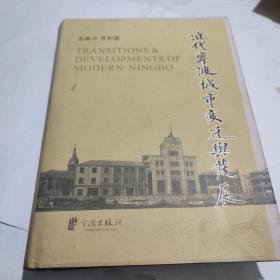 主编
TRANSITIONS &
DEVELOPMENTS OF
MODERN NINGBO
近代宁波城市变迁與发展
宁波出版社